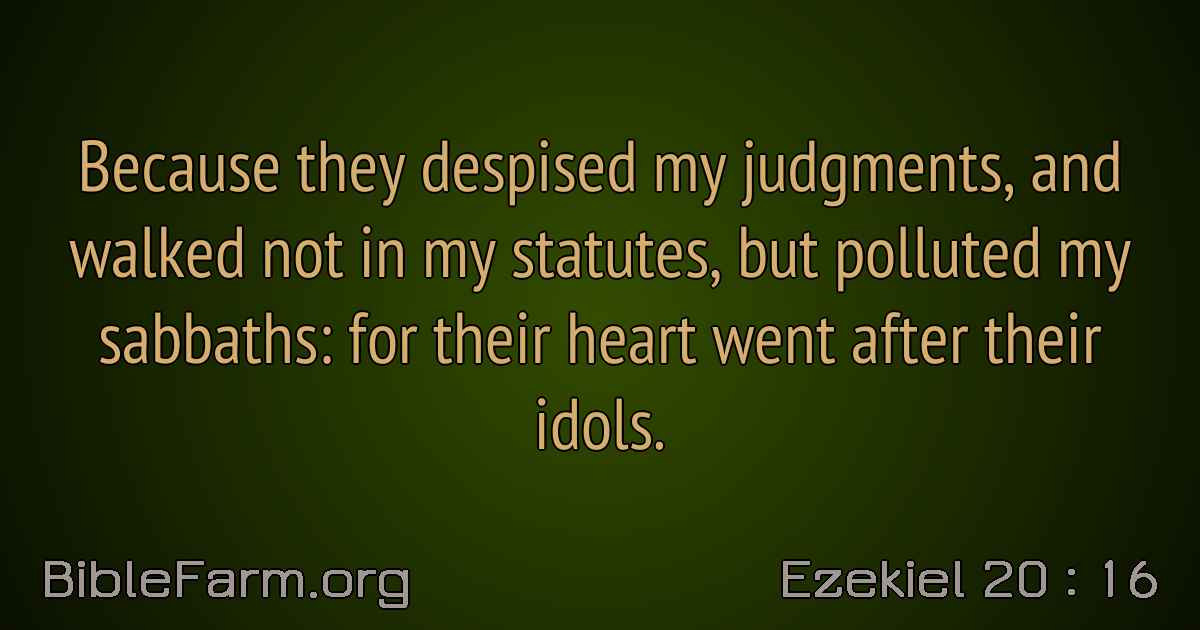 Because they despised my judgments, and
walked not in my statutes, but polluted my
sabbaths: for their heart went after their
idols.
BibleFarm.org
Ezekiel 20 : 16